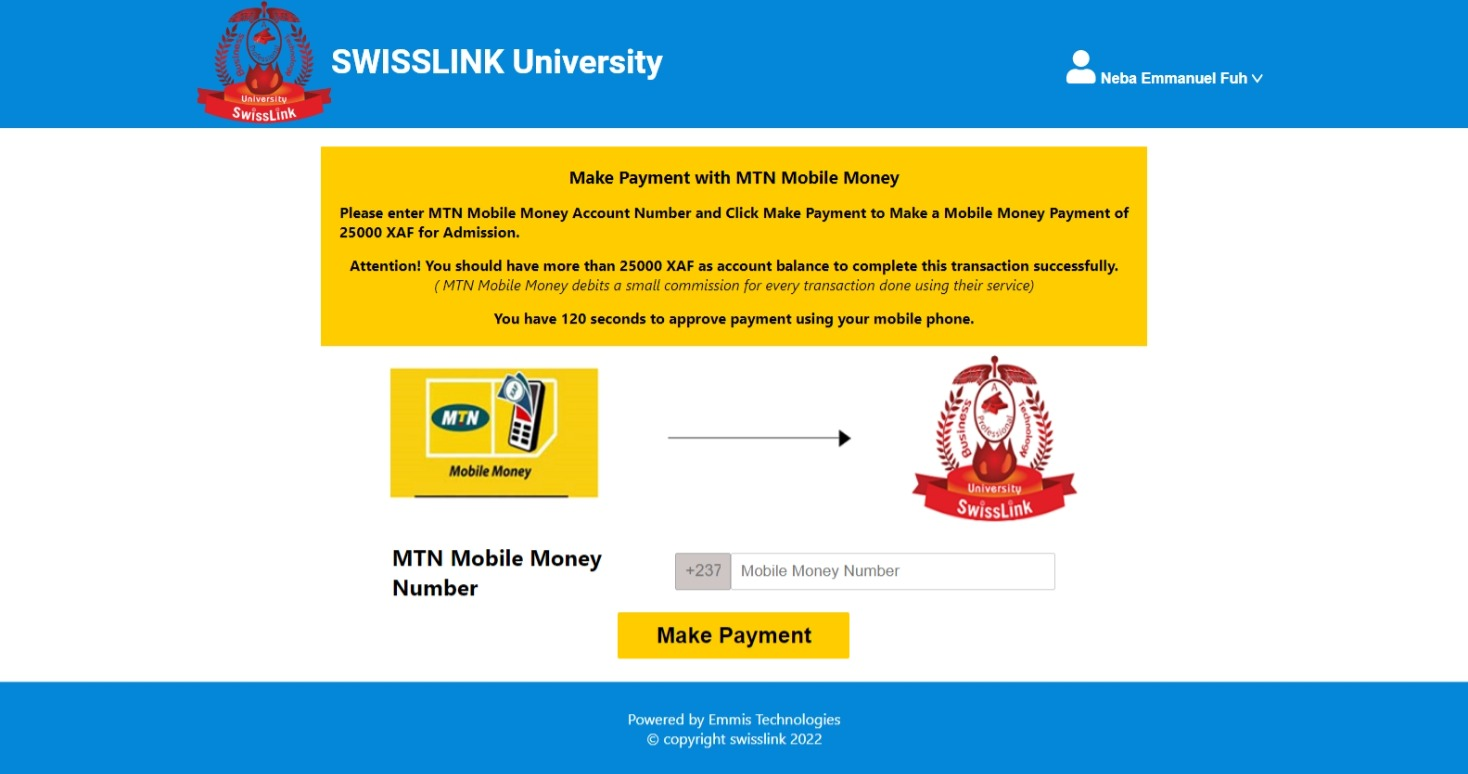 University
SwissLink
SWISSLINK University
Neba Emmanuel Fuh
Make Payment with MTN Mobile Money
Please enter MTN Mobile Money Account Number and Click Make Payment to Make a Mobile Money Payment of
25000 XAF for Admission.
Attention! You should have more than 25000 XAF as account balance to complete this transaction successfully.
( MTN Mobile Money debits a small commission for every transaction done using their service)
You have 120 seconds to approve payment using your mobile phone.
MTN
XAF
Mobile Money
A
Professional
Business
Technology
University
SwissLink
MTN Mobile Money
Number
+237
Mobile Money Number
Make Payment
Powered by Emmis Technologies
© copyright swisslink 2022